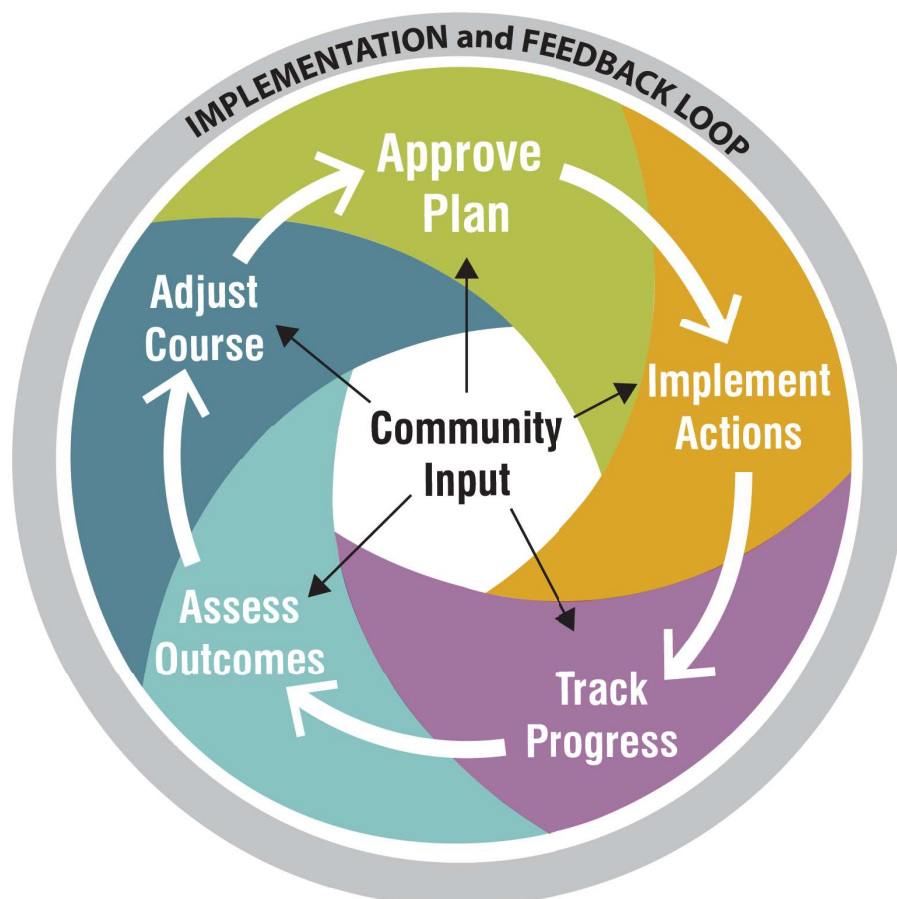 IMPLEMENTATION and FEEDBACK LOOP
Approve
Plan
Implement
Actions
Track
Progress
Assess
Outcomes
Adjust
Course
Community
Input